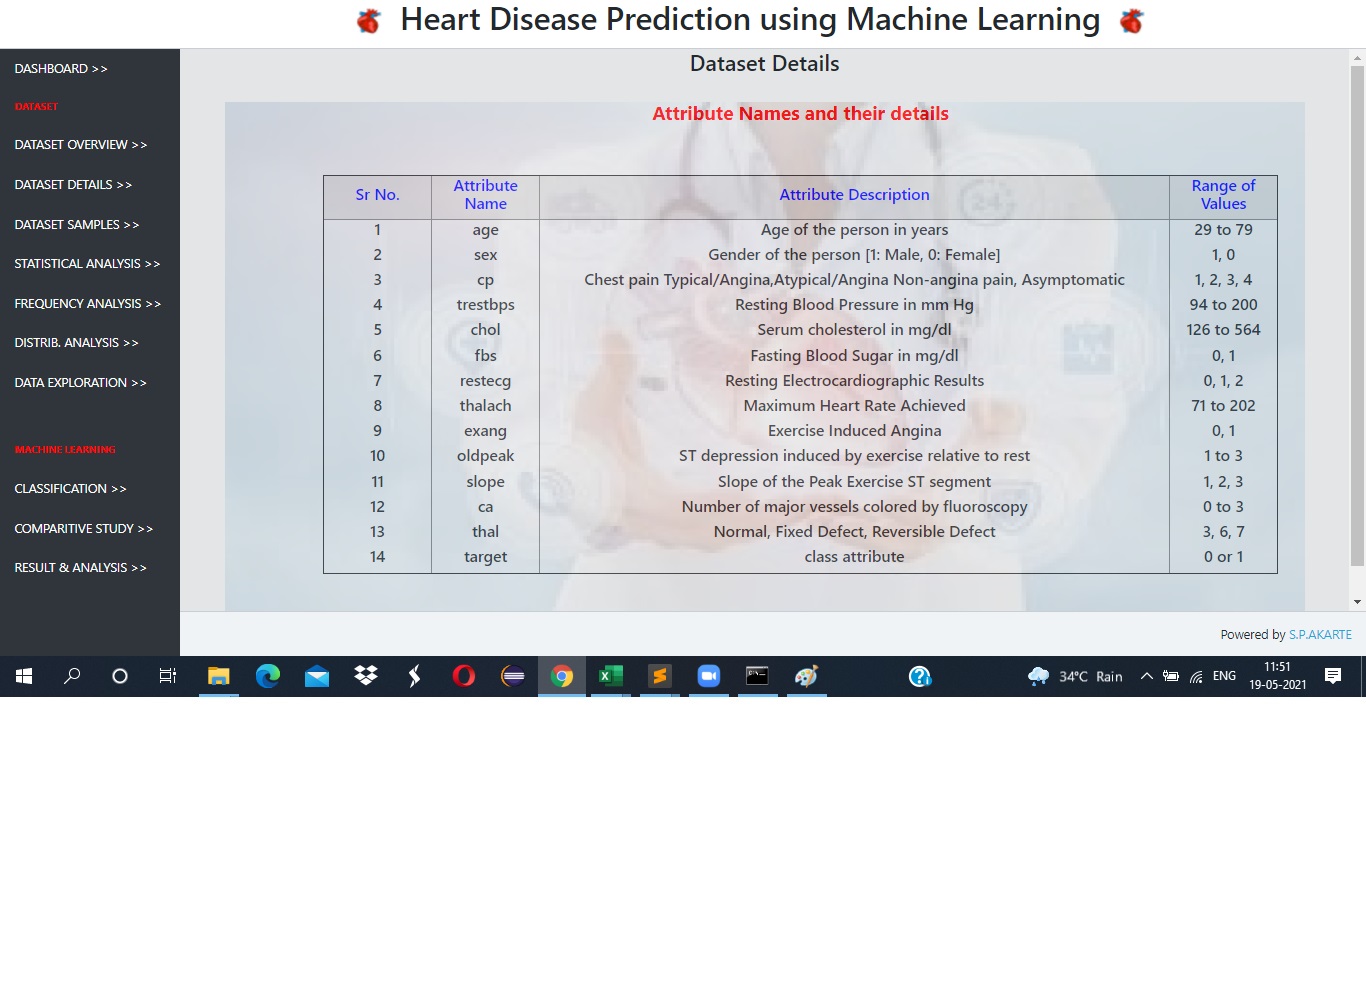 Heart Disease Prediction using Machine Learning
DASHBOARD >>
DATASET
DATASET OVERVIEW >>
DATASET DETAILS >>
DATASET SAMPLES >>
STATISTICAL ANALYSIS >>
FREQUENCY ANALYSIS >>
DISTRIB. ANALYSIS >>
DATA EXPLORATION >>
MACHINE LEARNING
CLASSIFICATION >>
COMPARITIVE STUDY >>
RESULT & ANALYSIS >>
Dataset Details
Attribute Names and their details
Sr No. Attribute Name Attribute Description Range of Values
1 age Age of the person in years 29 to 79
2 sex Gender of the person [1: Male, 0: Female] 1, 0
3 cp Chest pain Typical/Angina,Atypical/Angina Non-angina pain, Asymptomatic 1, 2, 3, 4
4 trestbps Resting Blood Pressure in mm Hg 94 to 200
5 chol Serum cholesterol in mg/dl 126 to 564
6 fbs Fasting Blood Sugar in mg/dl 0, 1
7 restecg Resting Electrocardiographic Results 0, 1, 2
8 thalach Maximum Heart Rate Achieved 71 to 202
9 exang Exercise Induced Angina 0, 1
10 oldpeak ST depression induced by exercise relative to rest 1 to 3
11 slope Slope of the Peak Exercise ST segment 1, 2, 3
12 ca Number of major vessels colored by fluoroscopy 0 to 3
13 thal Normal, Fixed Defect, Reversible Defect 3, 6, 7
14 target class attribute 0 or 1
Powered by S.P.AKARTE
34°C Rain
ENG
11:51
19-05-2021